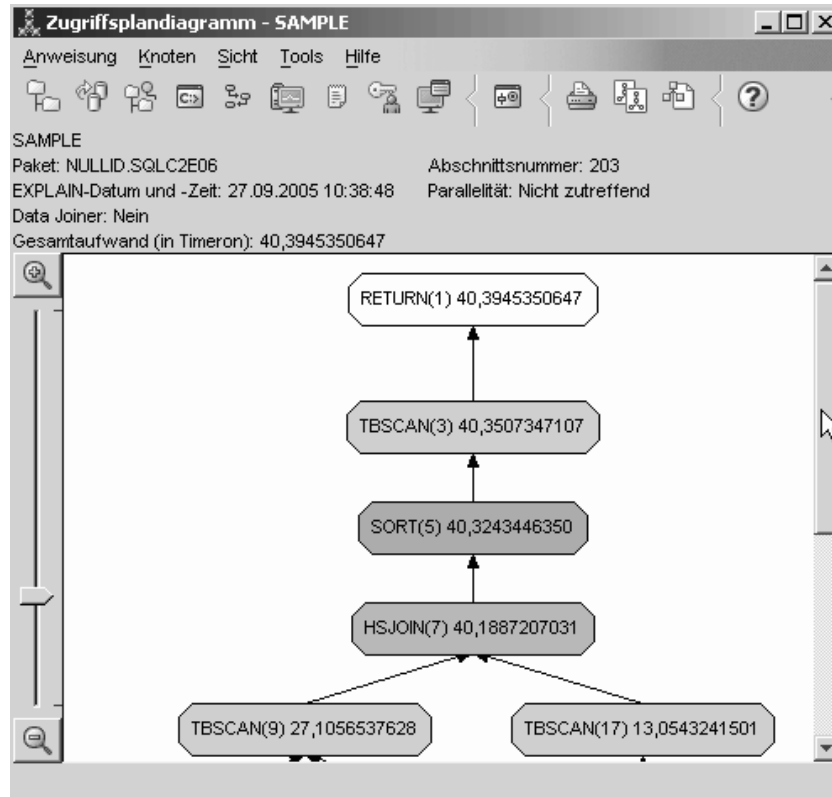 Zugriffsplandiagramm - SAMPLE
Anweisung Knoten Sicht Tools Hilfe
SAMPLE
Paket: NULLID.SQLC2E06 Abschnittsnummer: 203
EXPLAIN-Datum und -Zeit: 27.09.2005 10:38:48 Parallelität: Nicht zutreffend
Data Joiner: Nein
Gesamtaufwand (in Timeron): 40,3945350647
RETURN(1) 40,3945350647
TBSCAN(3) 40,3507347107
SORT(5) 40,3243446350
HSJOIN(7) 40,1887207031
TBSCAN(9) 27,1056537628 TBSCAN(17) 13,0543241501